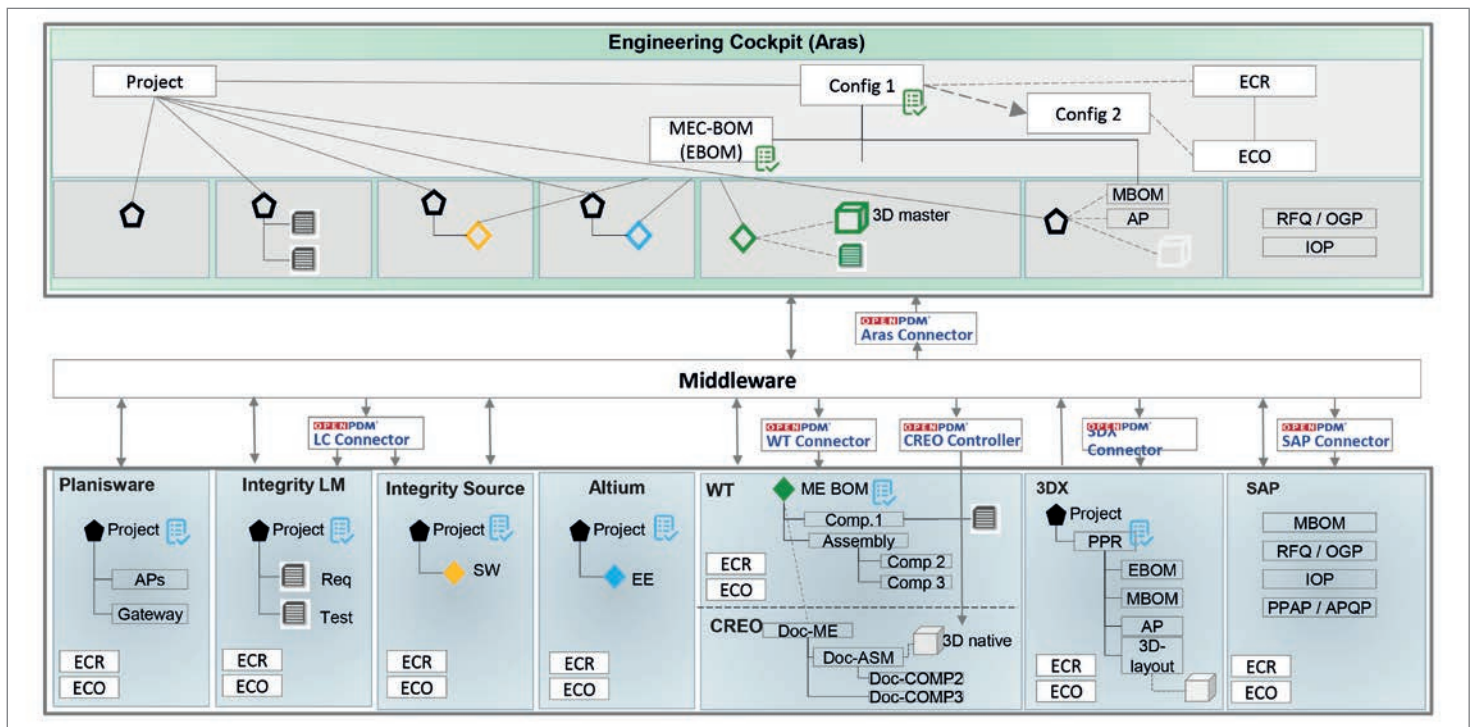 Engineering Cockpit (Aras)
Project
Config 1
ECR
Config 2
MEC-BOM
(EBOM)
ECO
MBOM
3D master
AP
RFQ / OGP
IOP
OPENPDM®
Aras Connector
Middleware
OPENPDM®
LC Connector
OPENPDM®
WT Connector
OPENPDM®
CREO Controller
OPENPDM®
3DX
Connector
OPENPDM®
SAP Connector
Planisware
Project
APs
Gateway
ECR
ECO
Integrity LM
Project
Req
Test
Integrity Source
Project
SW
ECR
ECO
Altium
Project
EE
ECR
ECO
WT
ME BOM
Comp.1
Assembly
Comp 2
Comp 3
ECR
ECO
CREO
Doc-ME
3D native
Doc-ASM
Doc-COMP2
Doc-COMP3
3DX
Project
PPR
EBOM
MBOM
AP
3D-
layout
ECR
ECO
SAP
MBOM
RFQ / OGP
IOP
PPAP / APQP
ECR
ECO